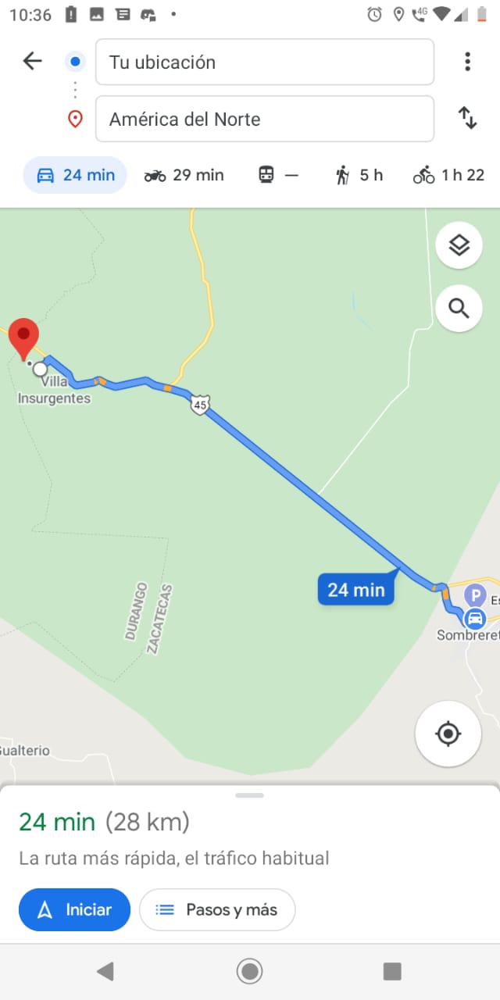 10:36
4G
Tu ubicación
América del Norte
24 min
29 min
—
5 h
1 h 22
Villa
Insurgentes
45
24 min
P
Sombreret
DURANGO
ZACATECAS
Gualterio
24 min (28 km)
La ruta más rápida, el tráfico habitual
Iniciar
Pasos y más